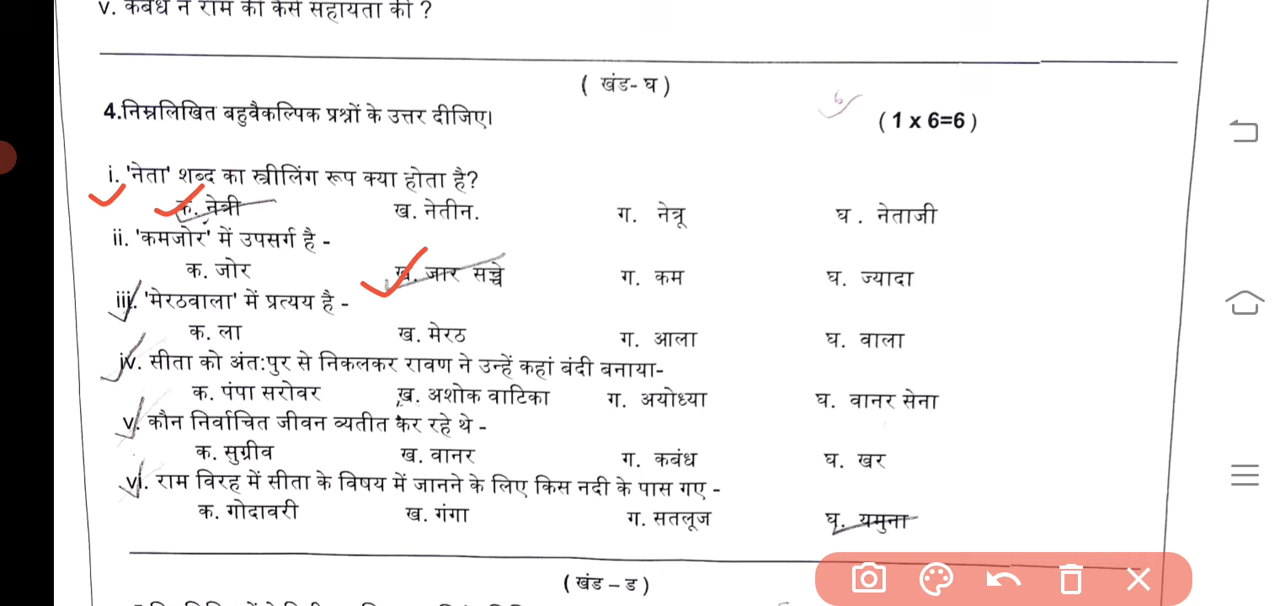 v. कबंध ने राम की कैसे सहायता की ?
( खंड- घ )
4.निम्नलिखित बहुवैकल्पिक प्रश्नों के उत्तर दीजिए।
( 1 x 6=6 )
i. 'नेता' शब्द का स्त्रीलिंग रूप क्या होता है?
क. नेत्री ख. नेतीन. ग. नेत्रू घ . नेताजी
ii. 'कमजोर' में उपसर्ग है -
क. जोर ख. जार सच्चे ग. कम घ. ज्यादा
iii. 'मेरठवाला' में प्रत्यय है -
क. ला ख. मेरठ ग. आला घ. वाला
iv. सीता को अंत:पुर से निकलकर रावण ने उन्हें कहां बंदी बनाया-
क. पंपा सरोवर ख. अशोक वाटिका ग. अयोध्या घ. वानर सेना
v. कौन निर्वाचित जीवन व्यतीत कर रहे थे -
क. सुग्रीव ख. वानर ग. कबंध घ. खर
vi. राम विरह में सीता के विषय में जानने के लिए किस नदी के पास गए -
क. गोदावरी ख. गंगा ग. सतलूज घ. यमुना
( खंड – ड )